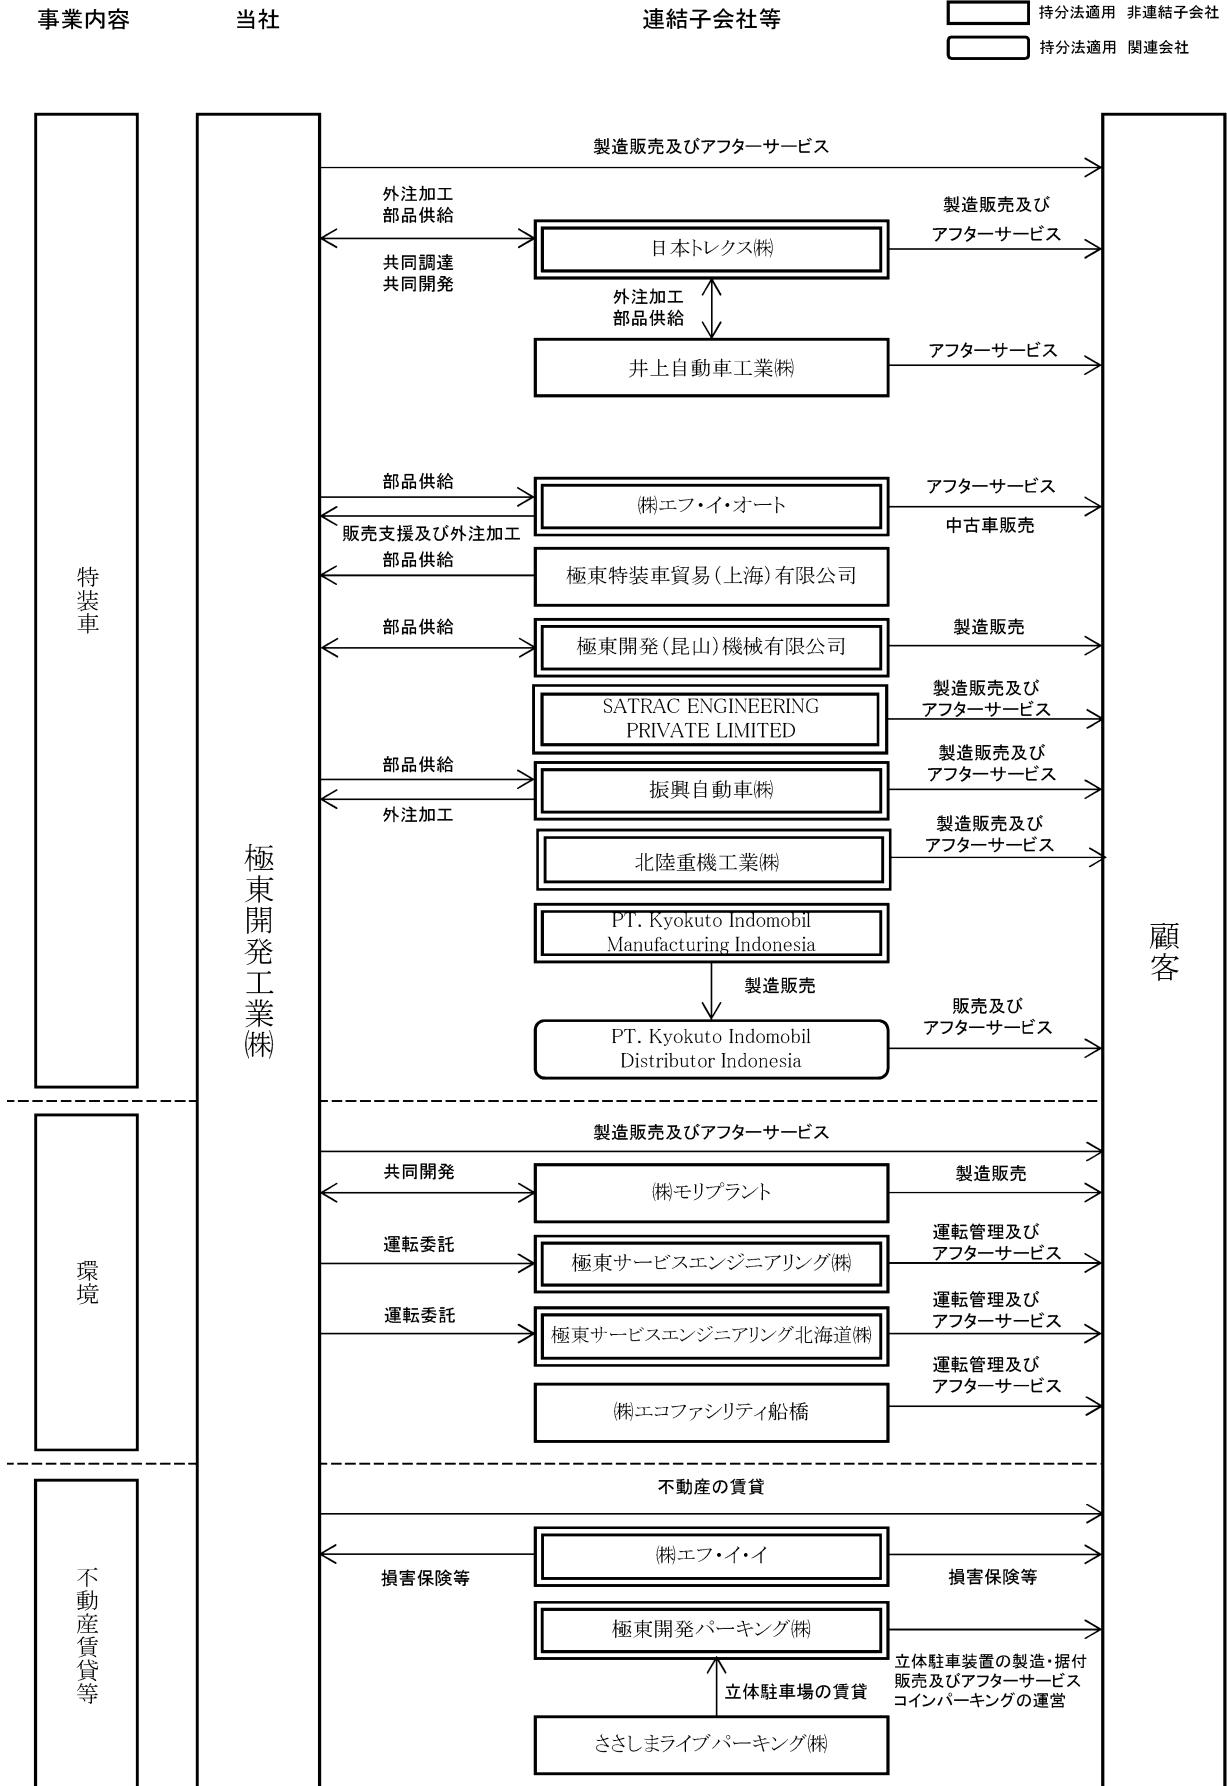 事業内容
当社
連結子会社等
持分法適用　非連結子会社
持分法適用　関連会社
特装車
極東開発工業㈱
顧客
製造販売及びアフターサービス
外注加工
部品供給
共同調達
共同開発
日本トレクス㈱
製造販売及び
アフターサービス
外注加工
部品供給
井上自動車工業㈱
アフターサービス
部品供給
販売支援及び外注加工
㈱エフ・イ・オート
アフターサービス
中古車販売
部品供給
極東特装車貿易(上海)有限公司
部品供給
極東開発(昆山)機械有限公司
製造販売
SATRAC ENGINEERING
PRIVATE LIMITED
製造販売及び
アフターサービス
部品供給
外注加工
振興自動車㈱
製造販売及び
アフターサービス
北陸重機工業㈱
製造販売及び
アフターサービス
PT. Kyokuto Indomobil
Manufacturing Indonesia
製造販売
PT. Kyokuto Indomobil
Distributor Indonesia
販売及び
アフターサービス
環境
製造販売及びアフターサービス
共同開発
㈱モリプラント
製造販売
運転委託
極東サービスエンジニアリング㈱
運転管理及び
アフターサービス
運転委託
極東サービスエンジニアリング北海道㈱
運転管理及び
アフターサービス
㈱エコファシリティ船橋
運転管理及び
アフターサービス
不動産賃貸等
不動産の賃貸
損害保険等
㈱エフ・イ・イ
損害保険等
極東開発パーキング㈱
立体駐車装置の製造・据付
販売及びアフターサービス
コインパーキングの運営
立体駐車場の賃貸
ささしまライブパーキング㈱